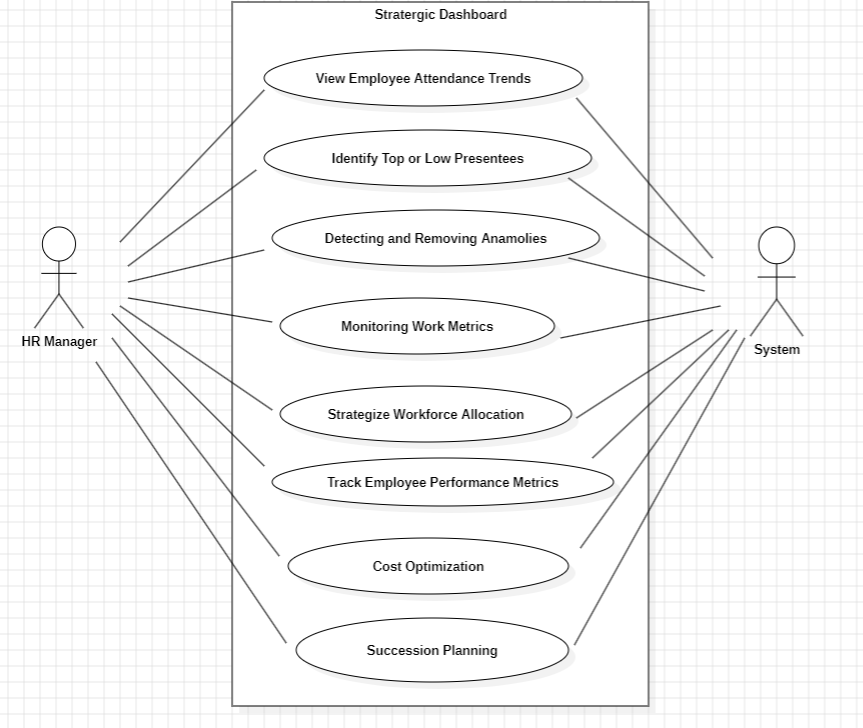 Stratergic Dashboard
View Employee Attendance Trends
Identify Top or Low Presentees
Detecting and Removing Anamolies
Monitoring Work Metrics
HR Manager
System
Strategize Workforce Allocation
Track Employee Performance Metrics
Cost Optimization
Succession Planning